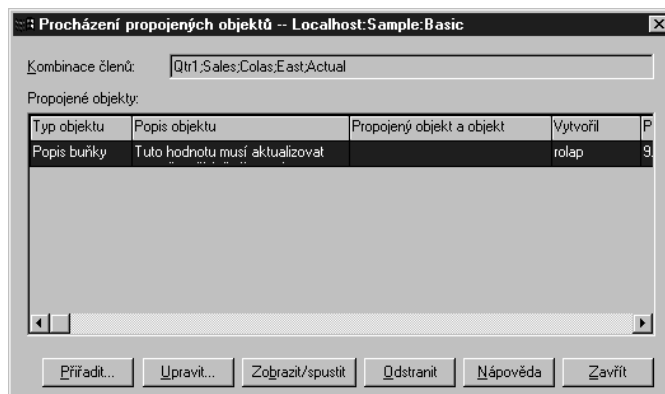 Procházení propojených objektů -- Localhost:Sample:Basic
Kombinace členů: Qtr1;Sales;Colas;East;Actual
Propojené objekty:
Typ objektu Popis objektu Propojený objekt a objekt Vytvořil P
Popis buňky Tuto hodnotu musí aktualizovat rolap 9.
Přiřadit... Upravit... Zobrazit/spustit Odstranit Nápověda Zavřít